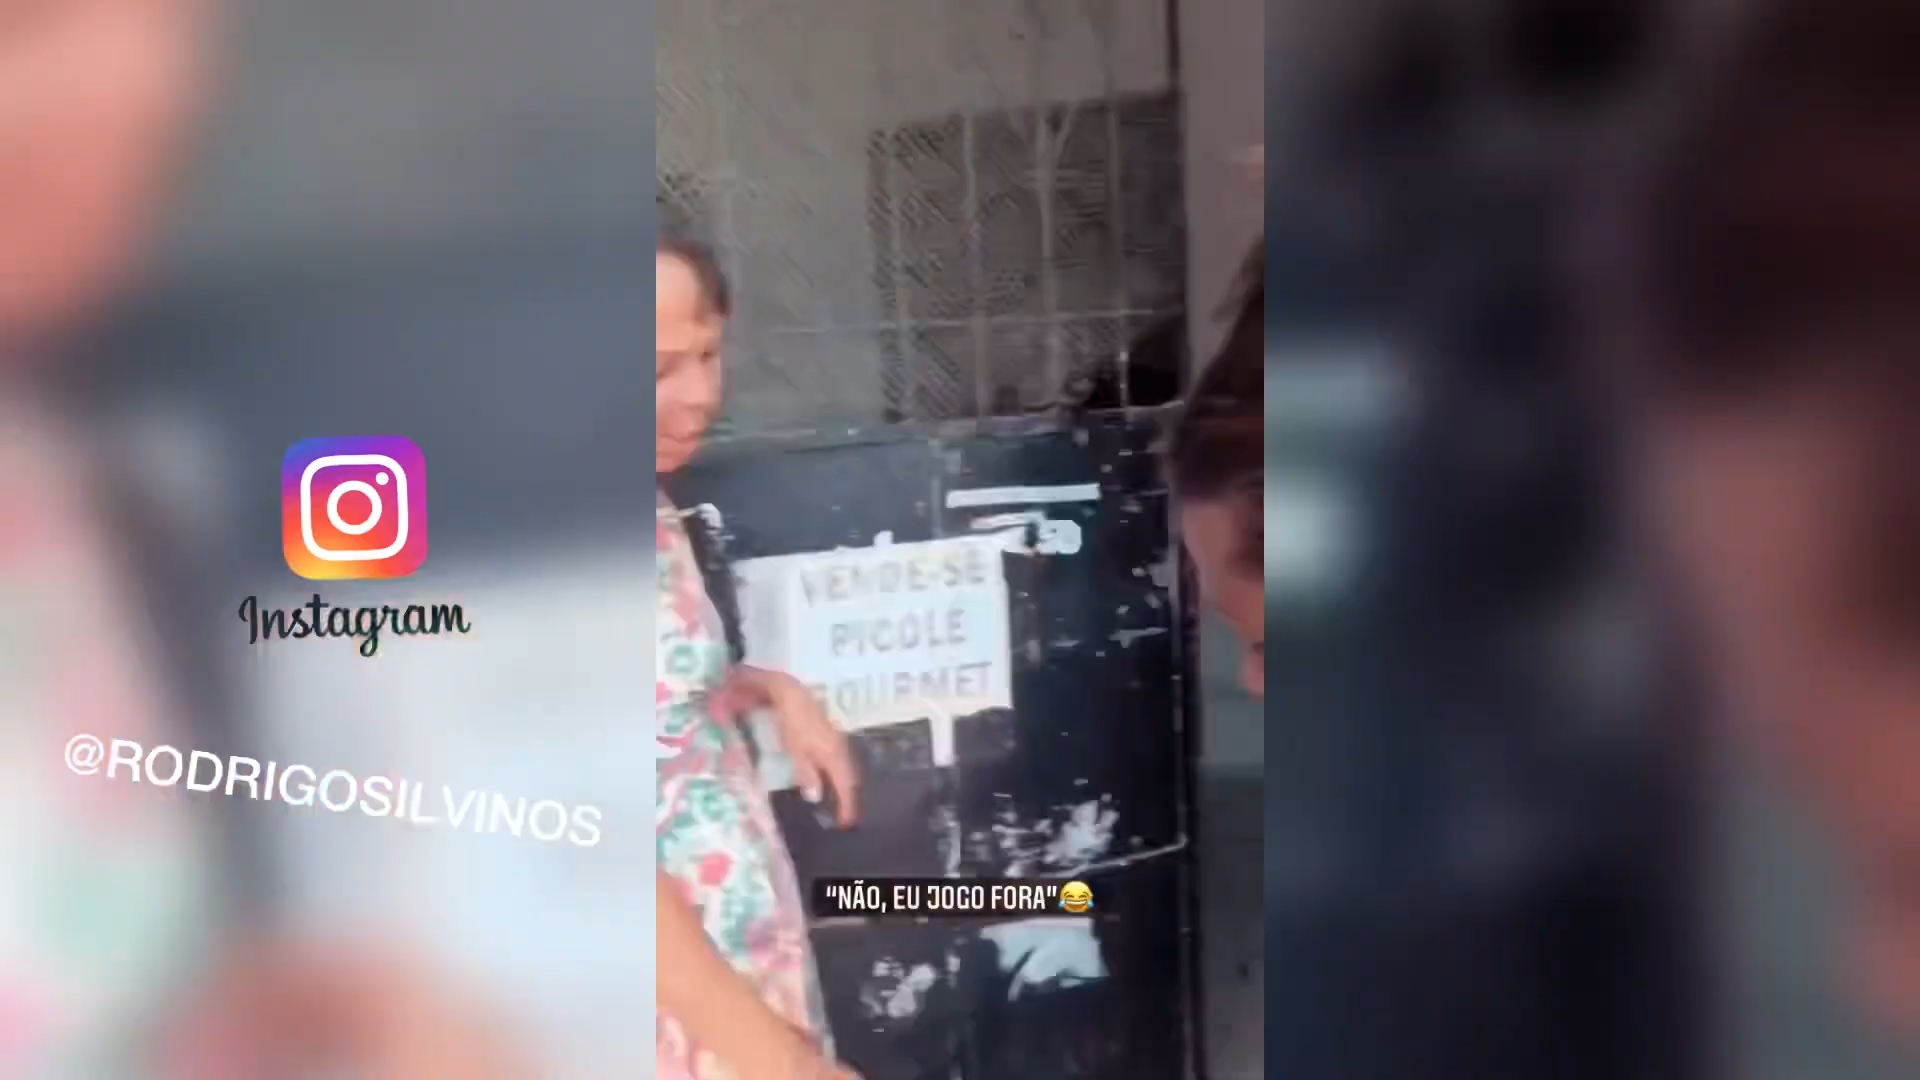 Instagram
@RODRIGOSILVINOS
VENDE-SE
PICOLÉ
GOURMET
“NÃO, EU JOGO FORA”😂